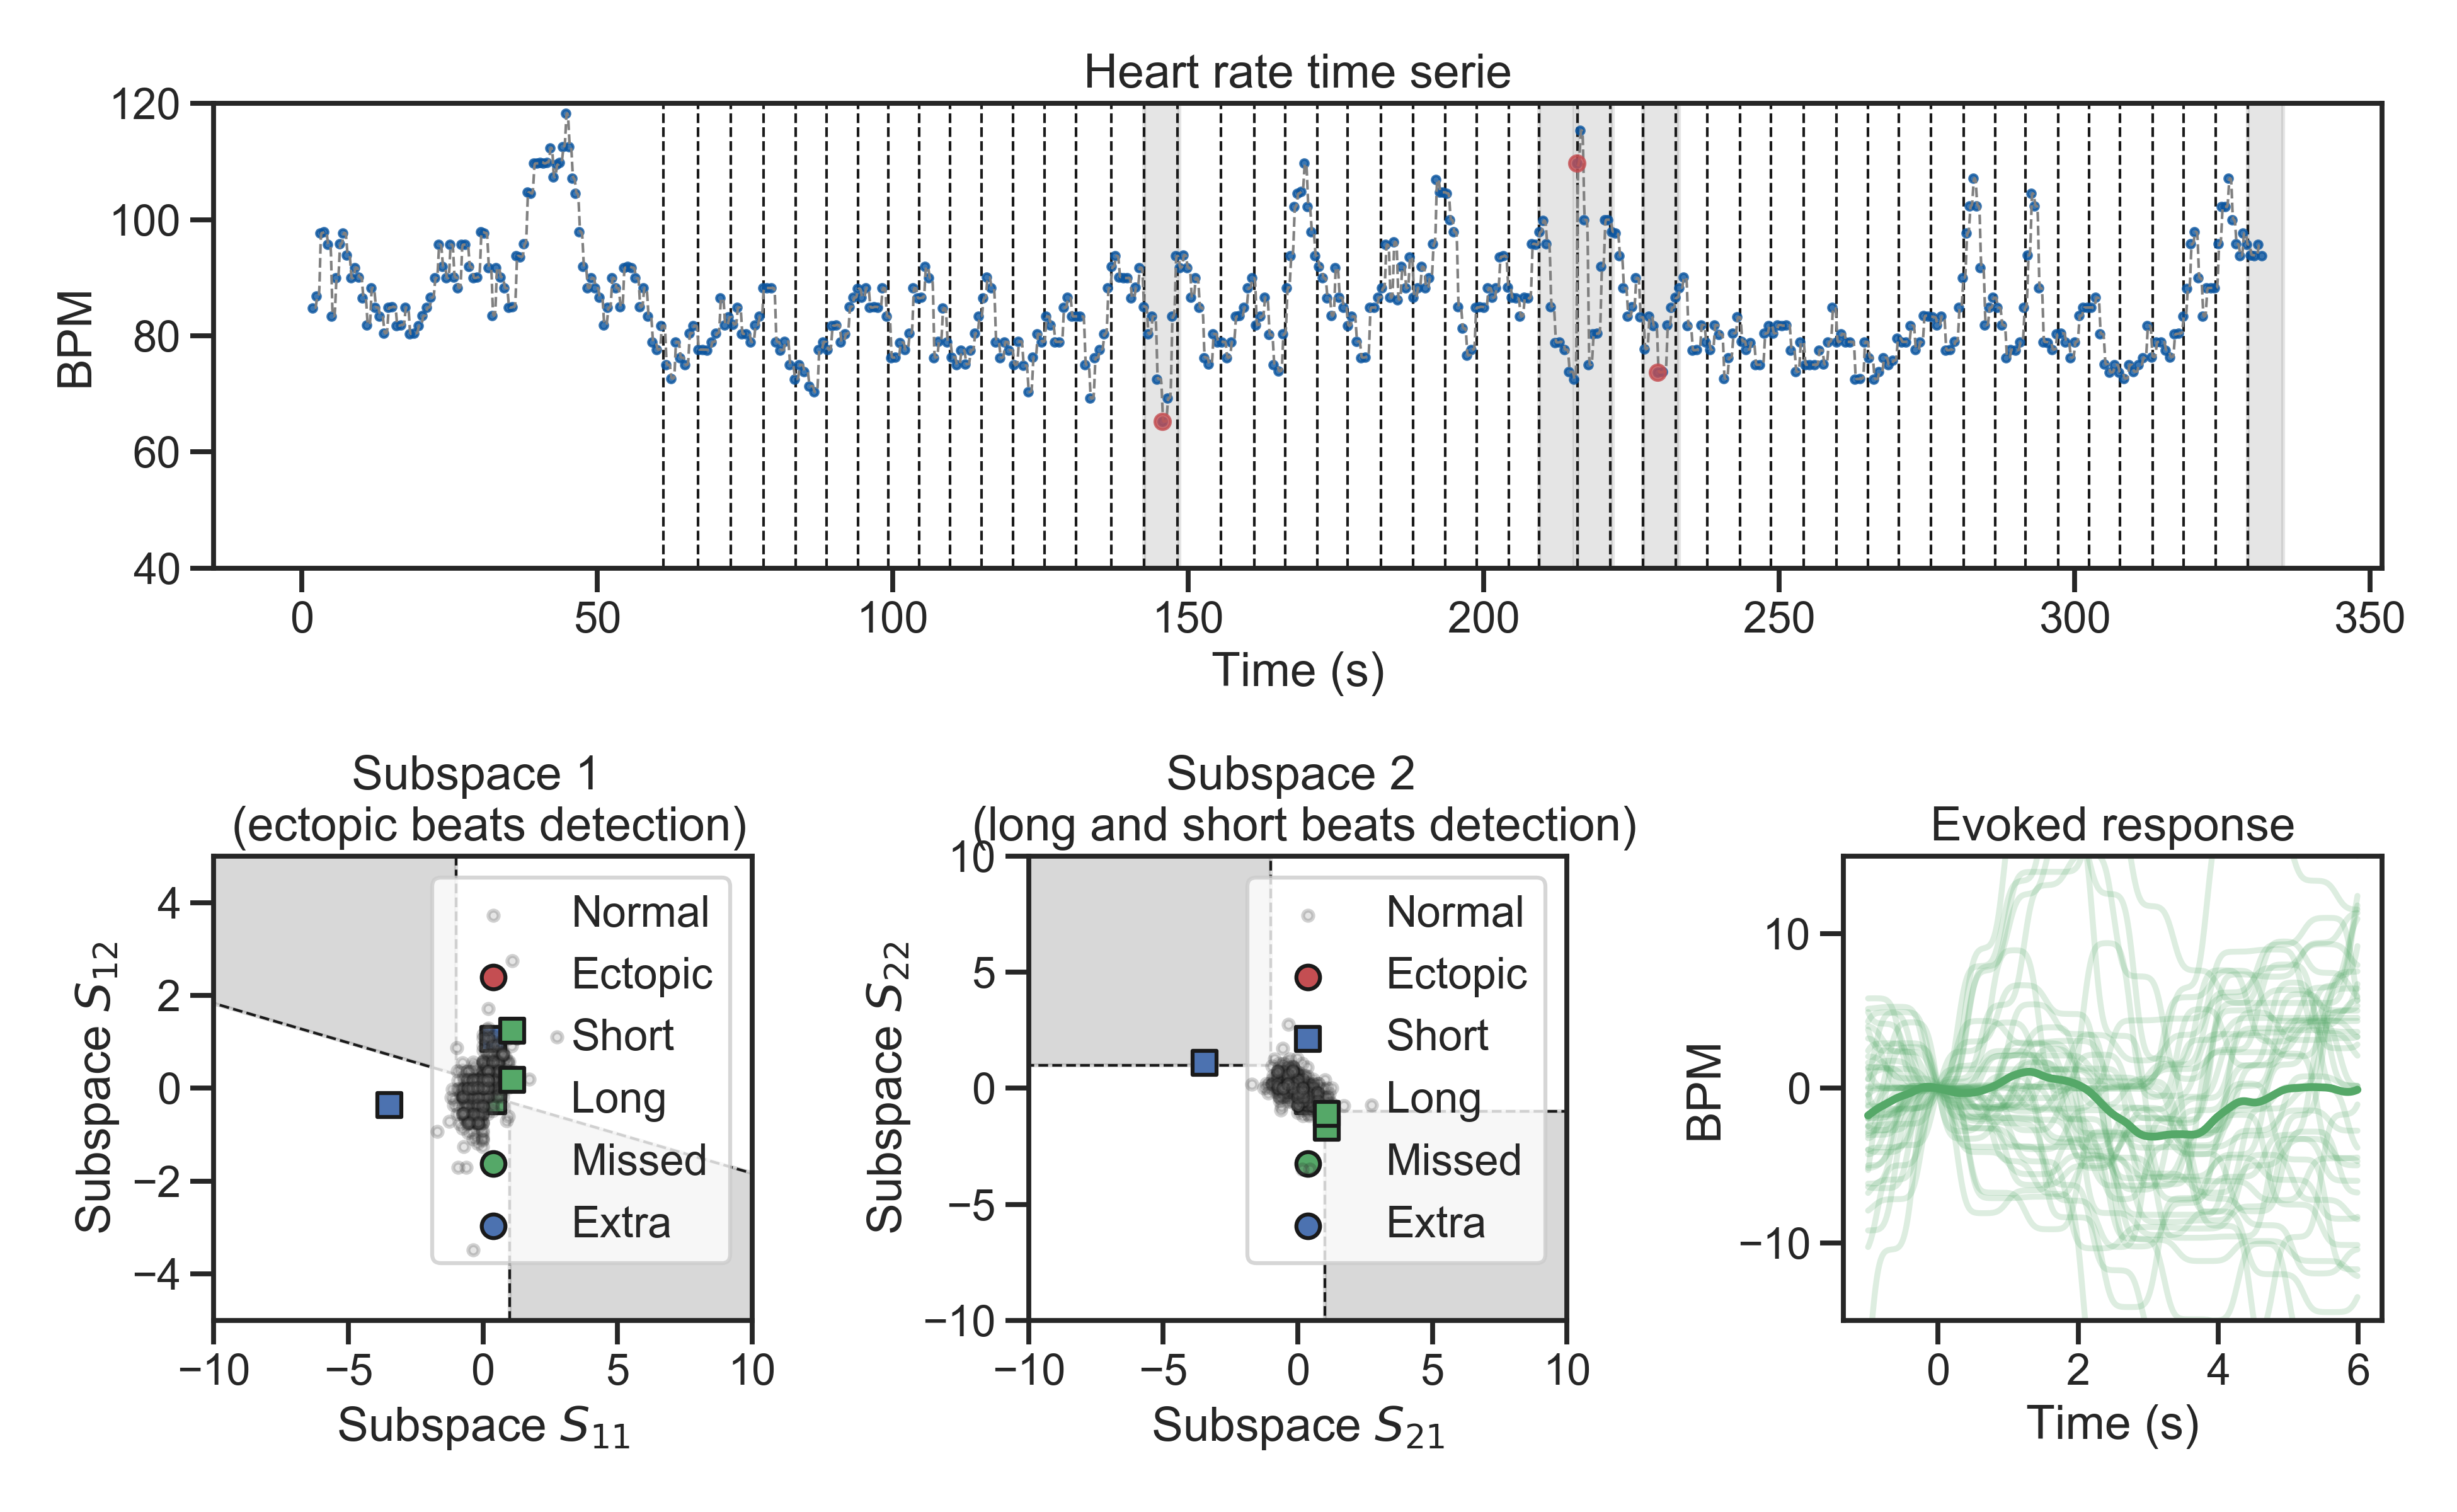 Heart rate time serie
120
100
80
60
40
BPM
0 50 100 150 200 250 300 350
Time (s)
Subspace 1
(ectopic beats detection)
4
2
0
−2
−4
Subspace S12
Normal
Ectopic
Short
Long
Missed
Extra
−10 −5 0 5 10
Subspace S11
Subspace 2
(long and short beats detection)
10
5
0
−5
−10
Subspace S22
Normal
Ectopic
Short
Long
Missed
Extra
−10 −5 0 5 10
Subspace S21
Evoked response
10
0
−10
BPM
0 2 4 6
Time (s)